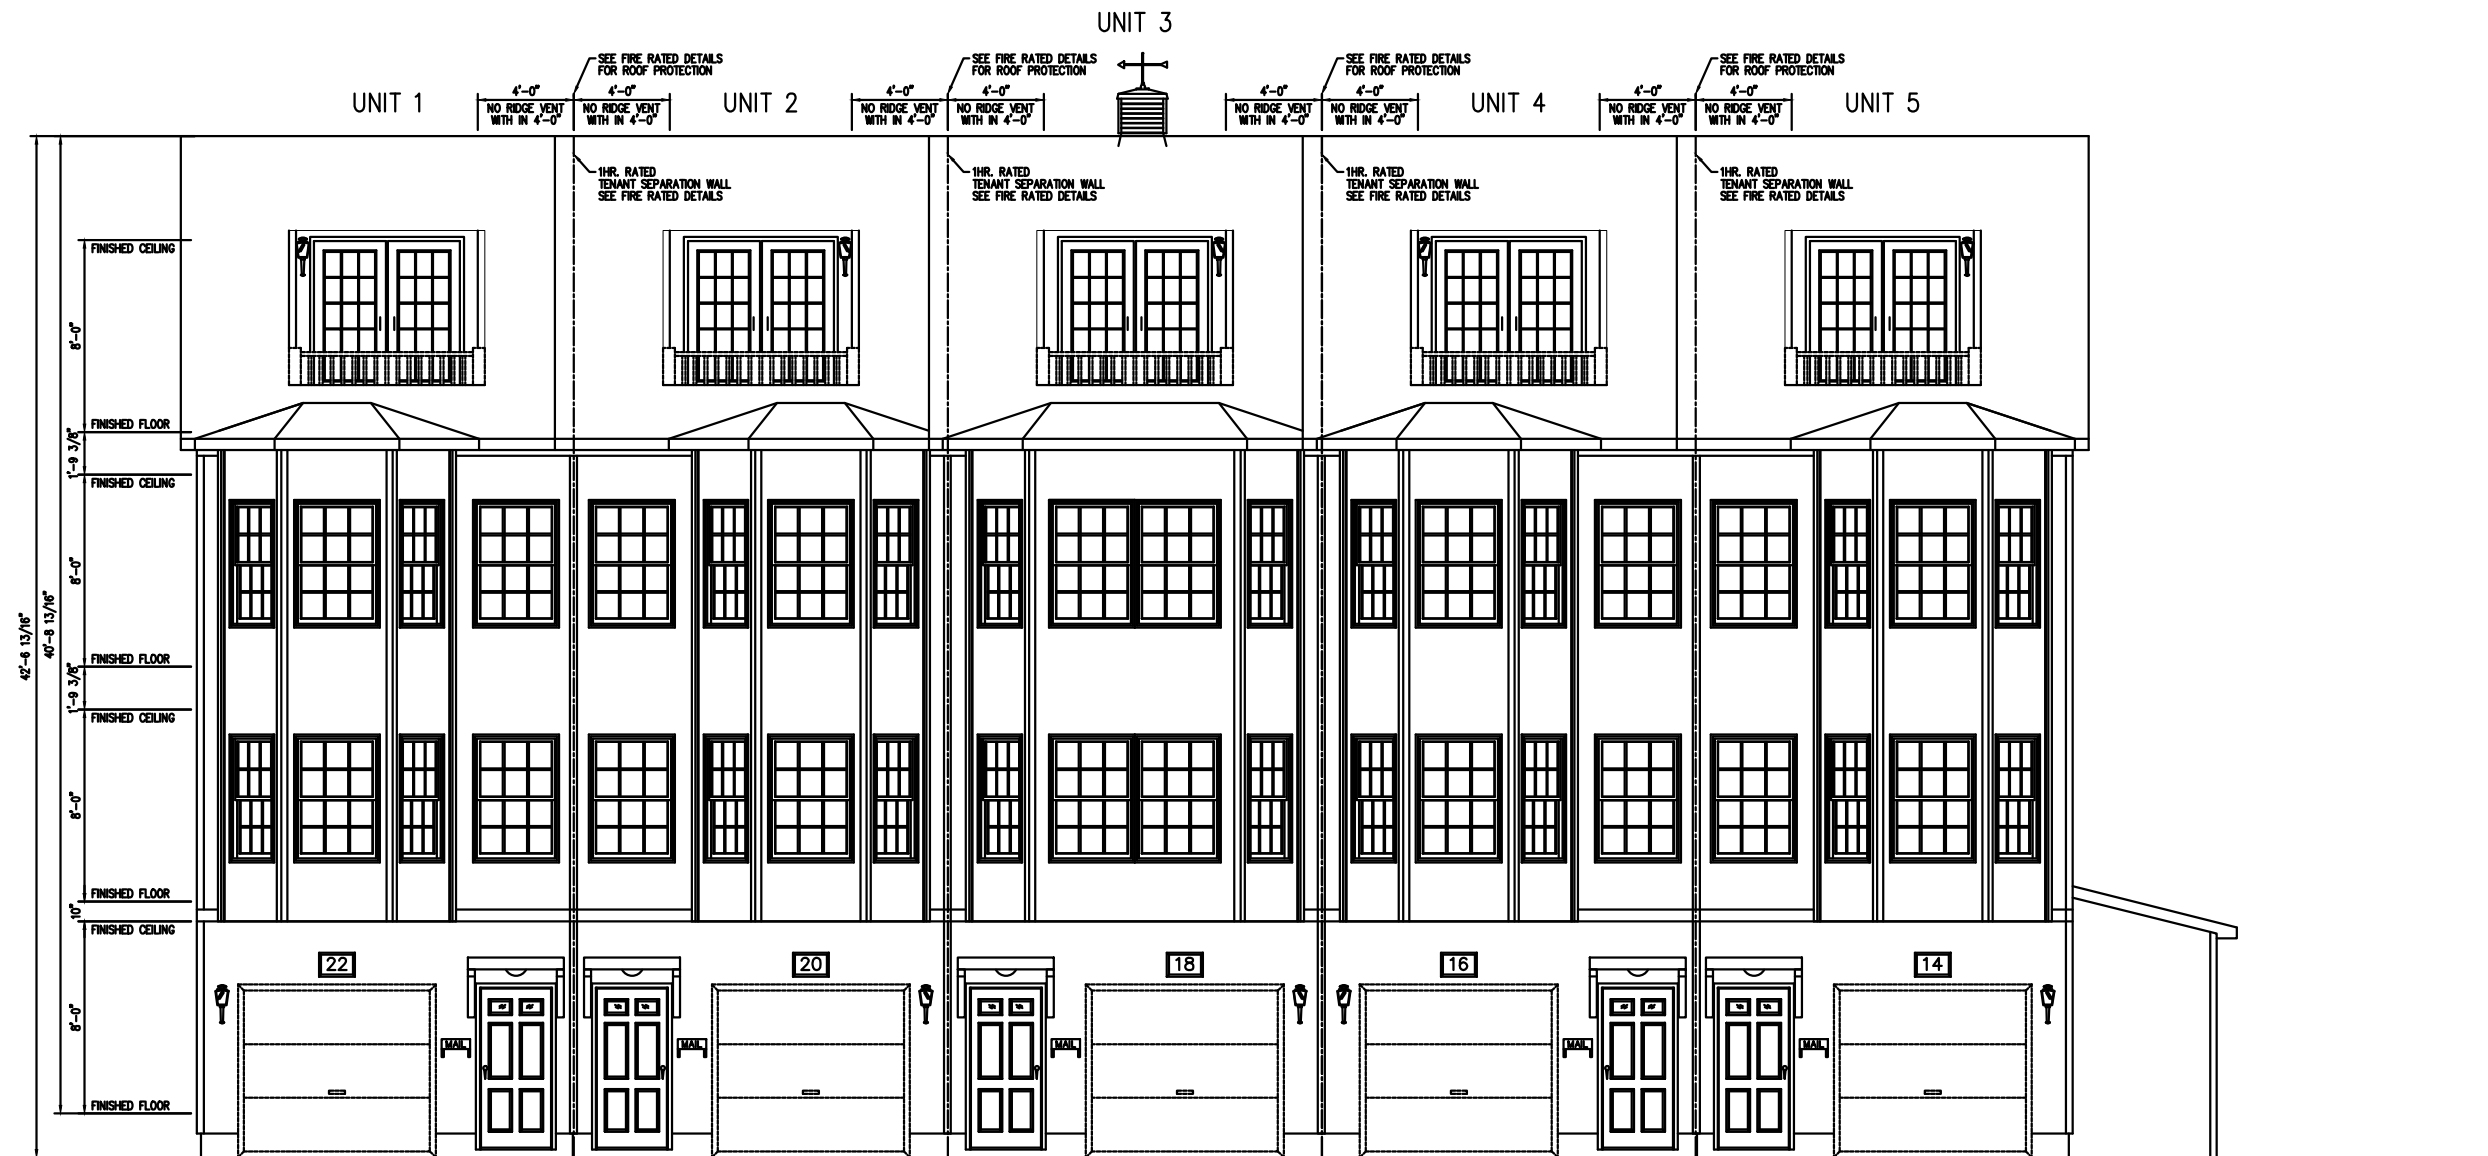 UNIT 3
SEE FIRE RATED DETAILS
FOR ROOF PROTECTION
SEE FIRE RATED DETAILS
FOR ROOF PROTECTION
SEE FIRE RATED DETAILS
FOR ROOF PROTECTION
SEE FIRE RATED DETAILS
FOR ROOF PROTECTION
UNIT 1
4'-0"
NO RIDGE VENT
WITH IN 4'-0"
4'-0"
NO RIDGE VENT
WITH IN 4'-0"
UNIT 2
4'-0"
NO RIDGE VENT
WITH IN 4'-0"
4'-0"
NO RIDGE VENT
WITH IN 4'-0"
4'-0"
NO RIDGE VENT
WITH IN 4'-0"
4'-0"
NO RIDGE VENT
WITH IN 4'-0"
UNIT 4
4'-0"
NO RIDGE VENT
WITH IN 4'-0"
4'-0"
NO RIDGE VENT
WITH IN 4'-0"
UNIT 5
1HR. RATED
TENANT SEPARATION WALL
SEE FIRE RATED DETAILS
1HR. RATED
TENANT SEPARATION WALL
SEE FIRE RATED DETAILS
1HR. RATED
TENANT SEPARATION WALL
SEE FIRE RATED DETAILS
1HR. RATED
TENANT SEPARATION WALL
SEE FIRE RATED DETAILS
FINISHED CEILING
8'-0"
FINISHED FLOOR
1'-9 3/8"
FINISHED CEILING
8'-0"
42'-6 13/16"
40'-8 13/16"
FINISHED FLOOR
1'-9 3/8"
FINISHED CEILING
8'-0"
FINISHED FLOOR
10"
FINISHED CEILING
8'-0"
FINISHED FLOOR
22
20
18
16
14
MAIL
MAIL
MAIL
MAIL
MAIL